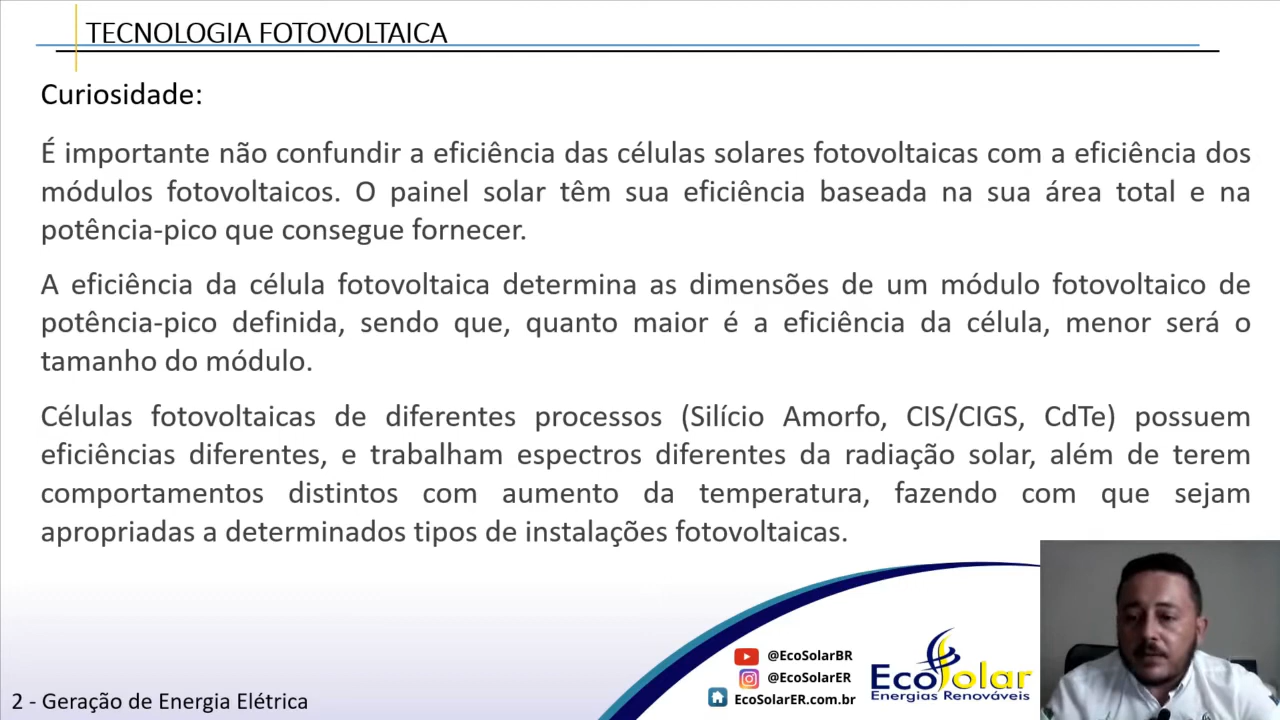 TECNOLOGIA FOTOVOLTAICA
Curiosidade:
É importante não confundir a eficiência das células solares fotovoltaicas com a eficiência dos
módulos fotovoltaicos. O painel solar têm sua eficiência baseada na sua área total e na
potência-pico que consegue fornecer.
A eficiência da célula fotovoltaica determina as dimensões de um módulo fotovoltaico de
potência-pico definida, sendo que, quanto maior é a eficiência da célula, menor será o
tamanho do módulo.
Células fotovoltaicas de diferentes processos (Silício Amorfo, CIS/CIGS, CdTe) possuem
eficiências diferentes, e trabalham espectros diferentes da radiação solar, além de terem
comportamentos distintos com aumento da temperatura, fazendo com que sejam
apropriadas a determinados tipos de instalações fotovoltaicas.
@EcoSolarBR
@EcoSolarER
EcoSolarER.com.br
EcoSolar
Energias Renováveis
2 - Geração de Energia Elétrica